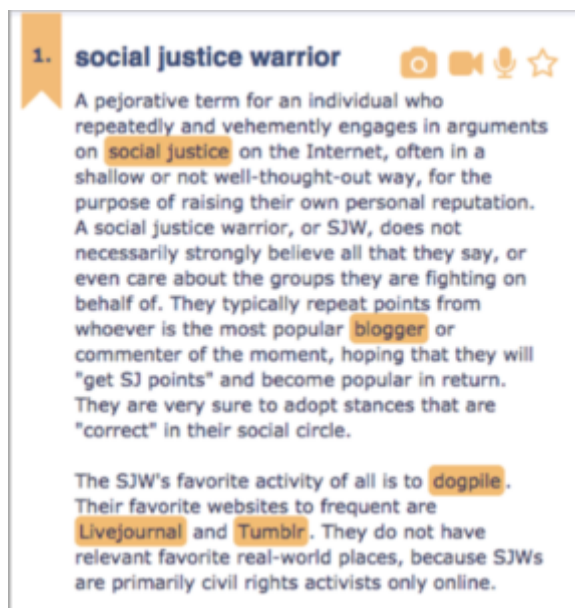 1. social justice warrior
A pejorative term for an individual who
repeatedly and vehemently engages in arguments
on social justice on the Internet, often in a
shallow or not well-thought-out way, for the
purpose of raising their own personal reputation.
A social justice warrior, or SJW, does not
necessarily strongly believe all that they say, or
even care about the groups they are fighting on
behalf of. They typically repeat points from
whoever is the most popular blogger or
commenter of the moment, hoping that they will
"get SJ points" and become popular in return.
They are very sure to adopt stances that are
"correct" in their social circle.
The SJW's favorite activity of all is to dogpile.
Their favorite websites to frequent are
Livejournal and Tumblr. They do not have
relevant favorite real-world places, because SJWs
are primarily civil rights activists only online.